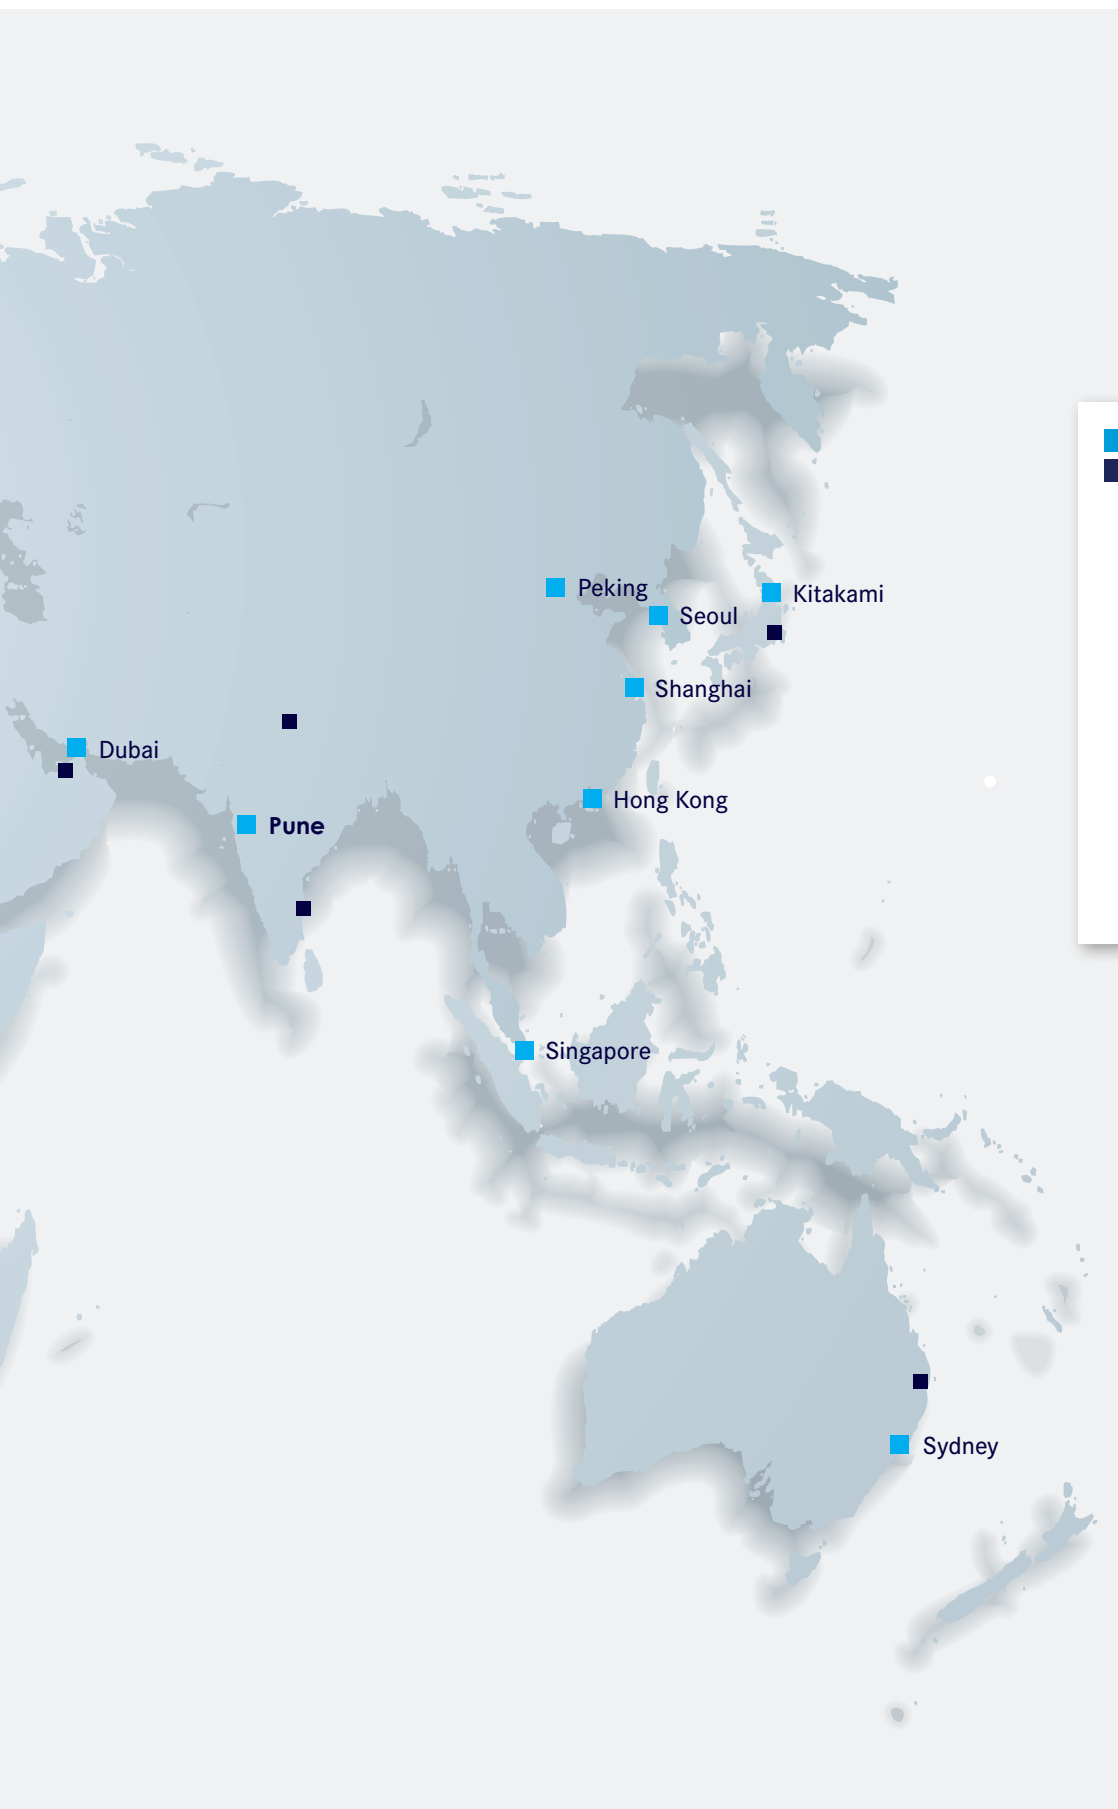 Peking
Kitakami
Seoul
Shanghai
Dubai
Hong Kong
Pune
Singapore
Sydney